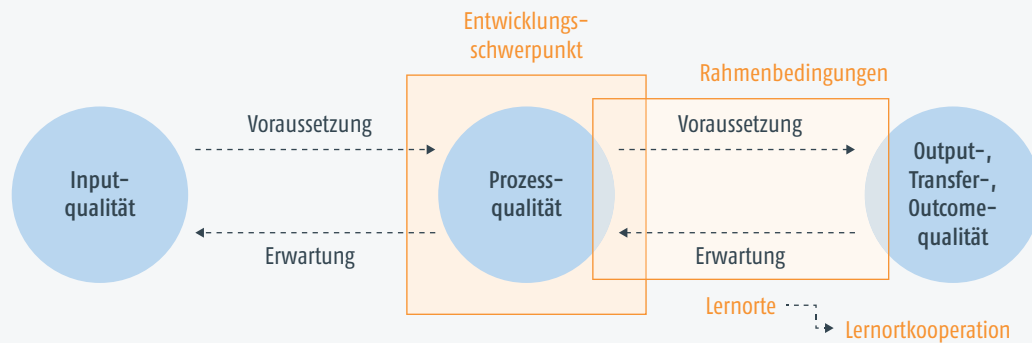 Entwicklungs-
schwerpunkt
Rahmenbedingungen
Voraussetzung
Voraussetzung
Input-
qualität
Prozess-
qualität
Output-,
Transfer-,
Outcome-
qualität
Erwartung
Erwartung
Lernorte
Lernortkooperation